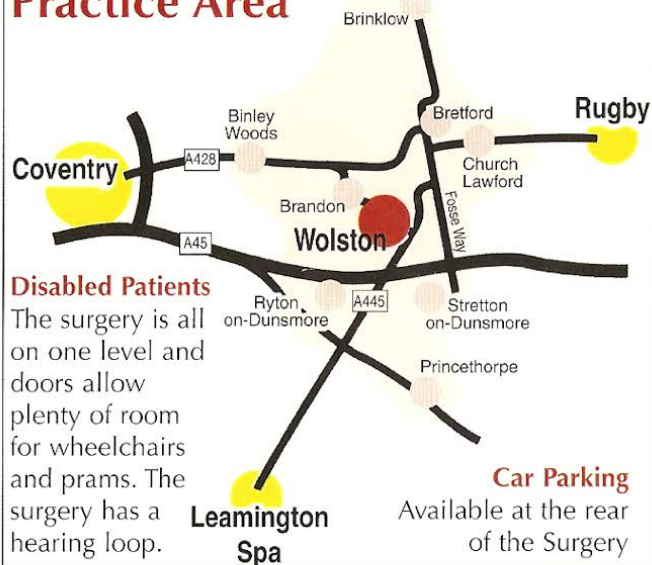 Practice Area
Brinklow
Binley
Woods
Bretford
Rugby
Coventry
A428
Church
Lawford
Brandon
Fosse Way
Wolston
A45
Disabled Patients
The surgery is all
on one level and
doors allow
plenty of room
for wheelchairs
and prams. The
surgery has a
hearing loop.
Ryton
on-Dunsmore
A445
Stretton
on-Dunsmore
Princethorpe
Leamington
Spa
Car Parking
Available at the rear
of the Surgery